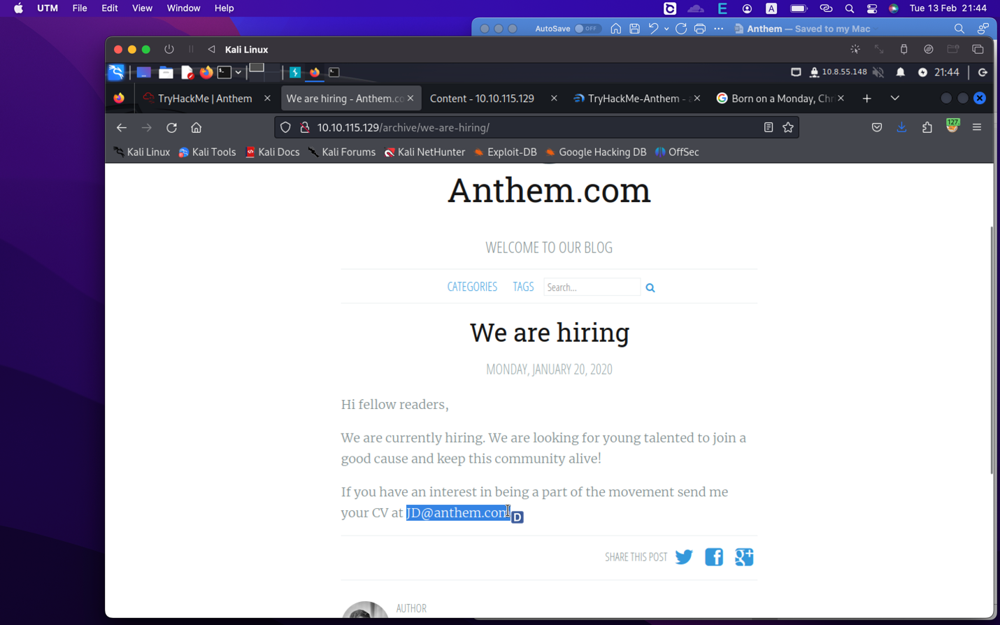 UTM File Edit View Window Help
A
Tue 13 Feb 21:44
AutoSave OFF
Anthem — Saved to my Mac
Kali Linux
10.8.55.148
21:44
TryHackMe | Anthem
We are hiring - Anthem.co
Content - 10.10.115.129
TryHackMe-Anthem -
Born on a Monday, Chr
10.10.115.129/archive/we-are-hiring/
127
Kali Linux Kali Tools Kali Docs Kali Forums Kali NetHunter Exploit-DB Google Hacking DB OffSec
Anthem.com
WELCOME TO OUR BLOG
CATEGORIES TAGS Search...
We are hiring
MONDAY, JANUARY 20, 2020
Hi fellow readers,
We are currently hiring. We are looking for young talented to join a
good cause and keep this community alive!
If you have an interest in being a part of the movement send me
your CV at JD@anthem.com
D
SHARE THIS POST
AUTHOR